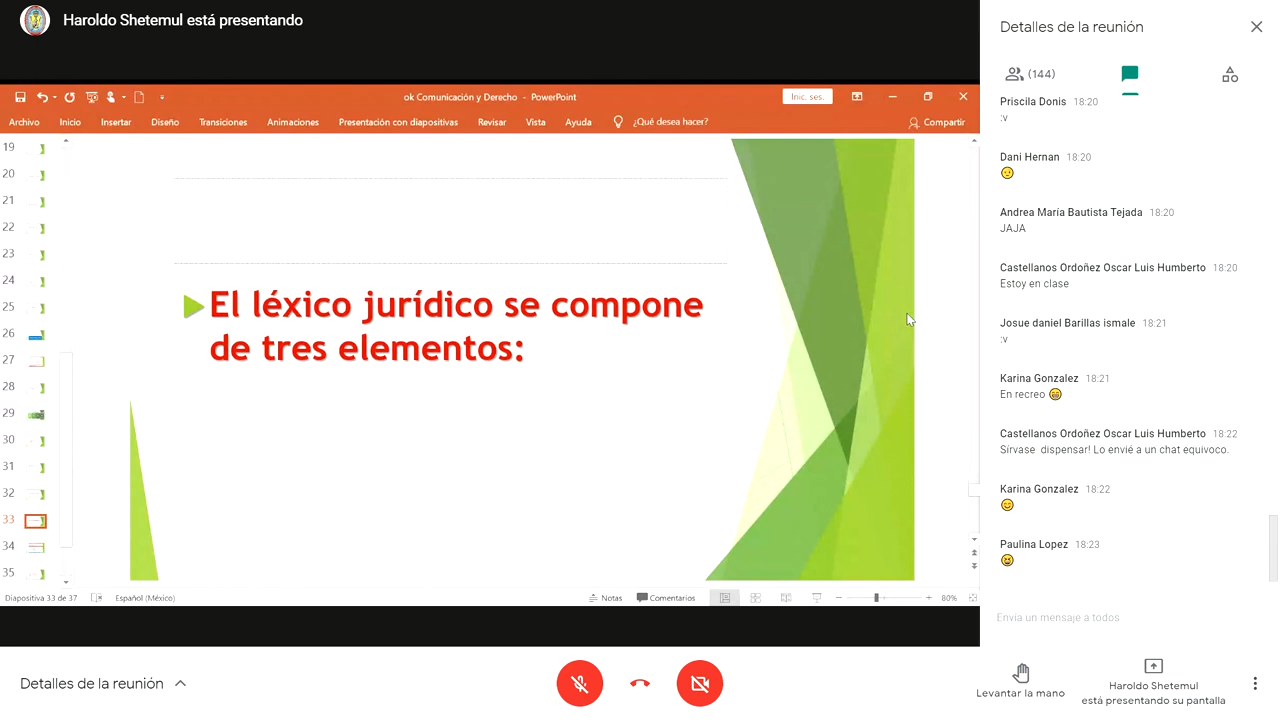 Haroldo Shetemul está presentando
ok Comunicación y Derecho - PowerPoint
Inic. ses.
Archivo Inicio Insertar Diseño Transiciones Animaciones Presentación con diapositivas Revisar Vista Ayuda ¿Qué desea hacer? Compartir
19
20
21
22
23
24
25
26
27
28
29
30
31
32
33
34
35
El léxico jurídico se compone
de tres elementos:
Diapositiva 33 de 37 Español (México) Notas Comentarios 80%
Detalles de la reunión
(144)
Priscila Donis 18:20
:v
Dani Hernan 18:20
Andrea María Bautista Tejada 18:20
JAJA
Castellanos Ordoñez Oscar Luis Humberto 18:20
Estoy en clase
Josue daniel Barillas ismale 18:21
:v
Karina Gonzalez 18:21
En recreo 😄
Castellanos Ordoñez Oscar Luis Humberto 18:22
Sírvase dispensar! Lo envié a un chat equivoco.
Karina Gonzalez 18:22
Paulina Lopez 18:23
Envía un mensaje a todos
Detalles de la reunión
Levantar la mano
Haroldo Shetemul
está presentando su pantalla